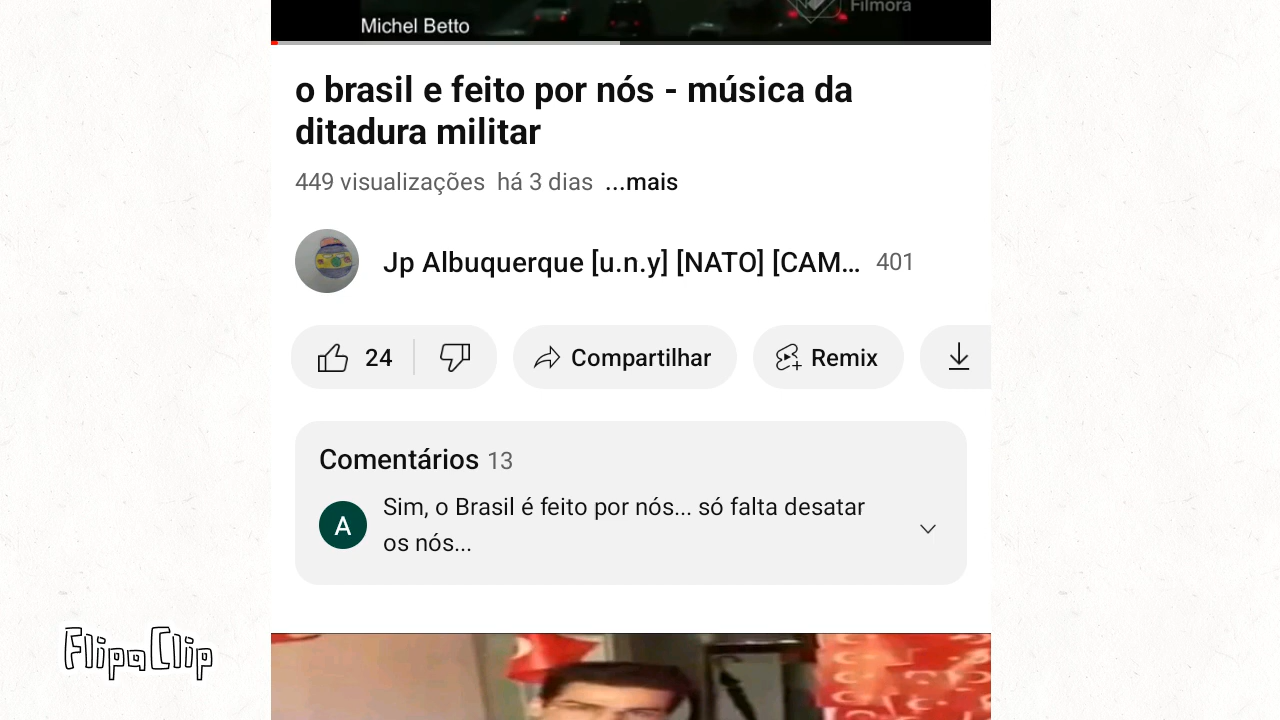 Michel Betto
Filmora
o brasil e feito por nós - música da
ditadura militar
449 visualizações há 3 dias ...mais
Jp Albuquerque [u.n.y] [NATO] [CAM... 401
24 Compartilhar Remix
Comentários 13
A
Sim, o Brasil é feito por nós... só falta desatar
os nós...
FlipaClip